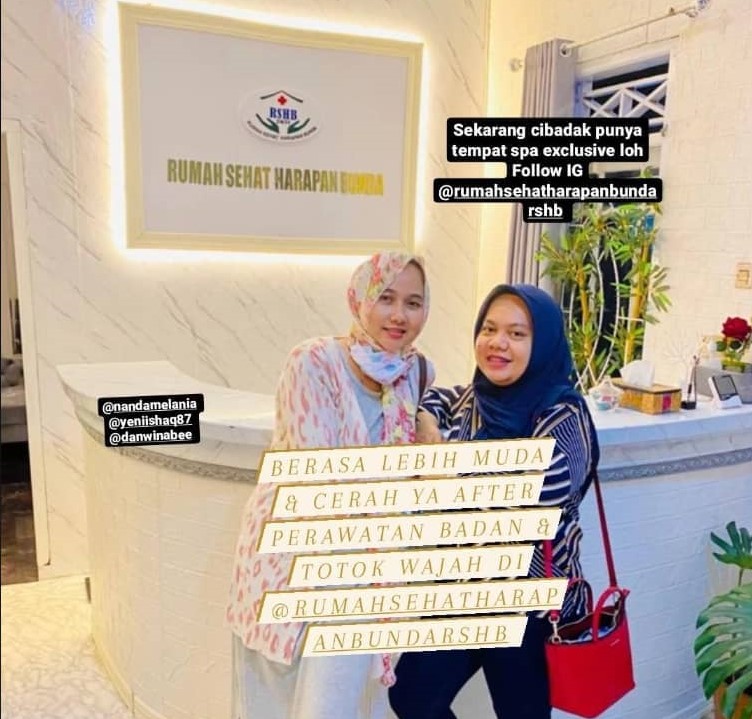 RSHB
RUMAH SEHAT HARAPAN BUNDA
Sekarang cibadak punya
tempat spa exclusive loh
Follow IG
@rumahsehatharapanbunda
rshb
@nandamelania
@yeniishaq87
@danwinabee
BERASA LEBIH MUDA
& CERAH YA AFTER
PERAWATAN BADAN &
TOTOK WAJAH DI
@RUMAHSEHATHARAP
ANBUNDARSHB